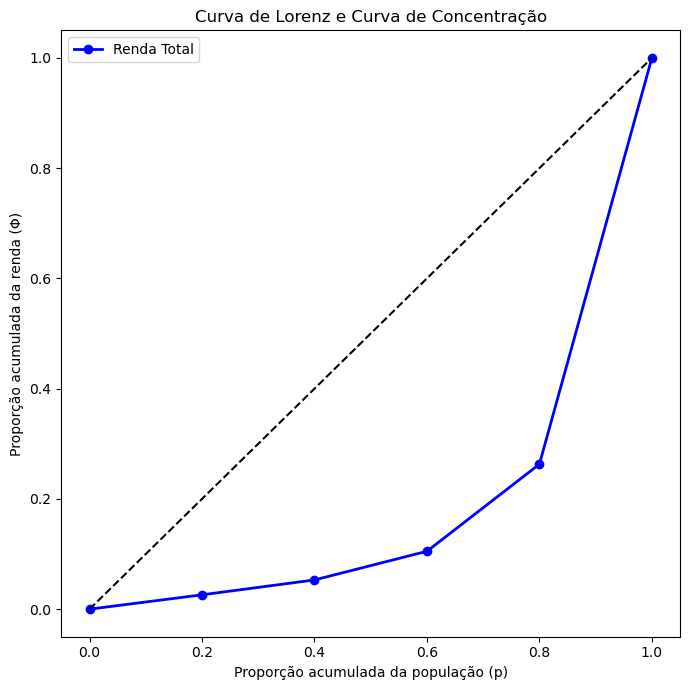 Curva de Lorenz e Curva de Concentração
Renda Total
1.0
0.8
0.6
0.4
0.2
0.0
Proporção acumulada da renda (Φ)
0.0 0.2 0.4 0.6 0.8 1.0
Proporção acumulada da população (p)